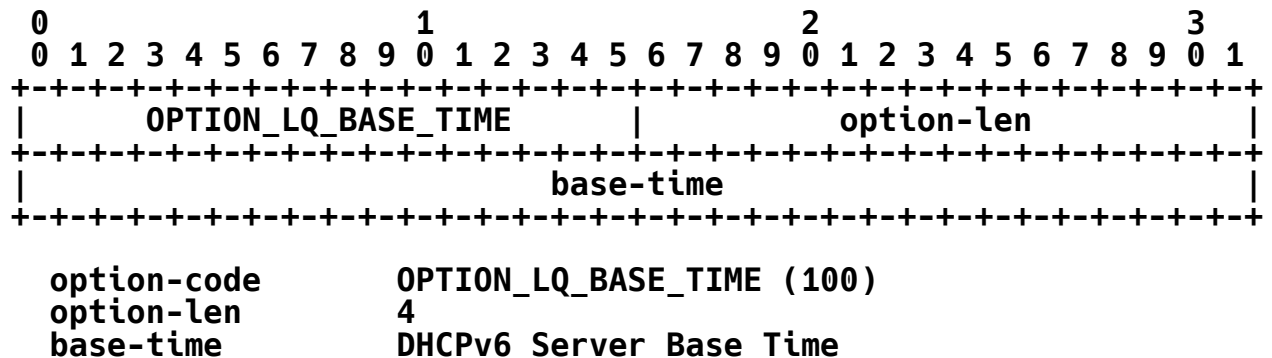 0                   1                   2                   3
 0 1 2 3 4 5 6 7 8 9 0 1 2 3 4 5 6 7 8 9 0 1 2 3 4 5 6 7 8 9 0 1
+-+-+-+-+-+-+-+-+-+-+-+-+-+-+-+-+-+-+-+-+-+-+-+-+-+-+-+-+-+-+-+-+
|      OPTION_LQ_BASE_TIME      |          option-len           |
+-+-+-+-+-+-+-+-+-+-+-+-+-+-+-+-+-+-+-+-+-+-+-+-+-+-+-+-+-+-+-+-+
|                           base-time                           |
+-+-+-+-+-+-+-+-+-+-+-+-+-+-+-+-+-+-+-+-+-+-+-+-+-+-+-+-+-+-+-+-+
  option-code       OPTION_LQ_BASE_TIME (100)
  option-len        4
  base-time         DHCPv6 Server Base Time